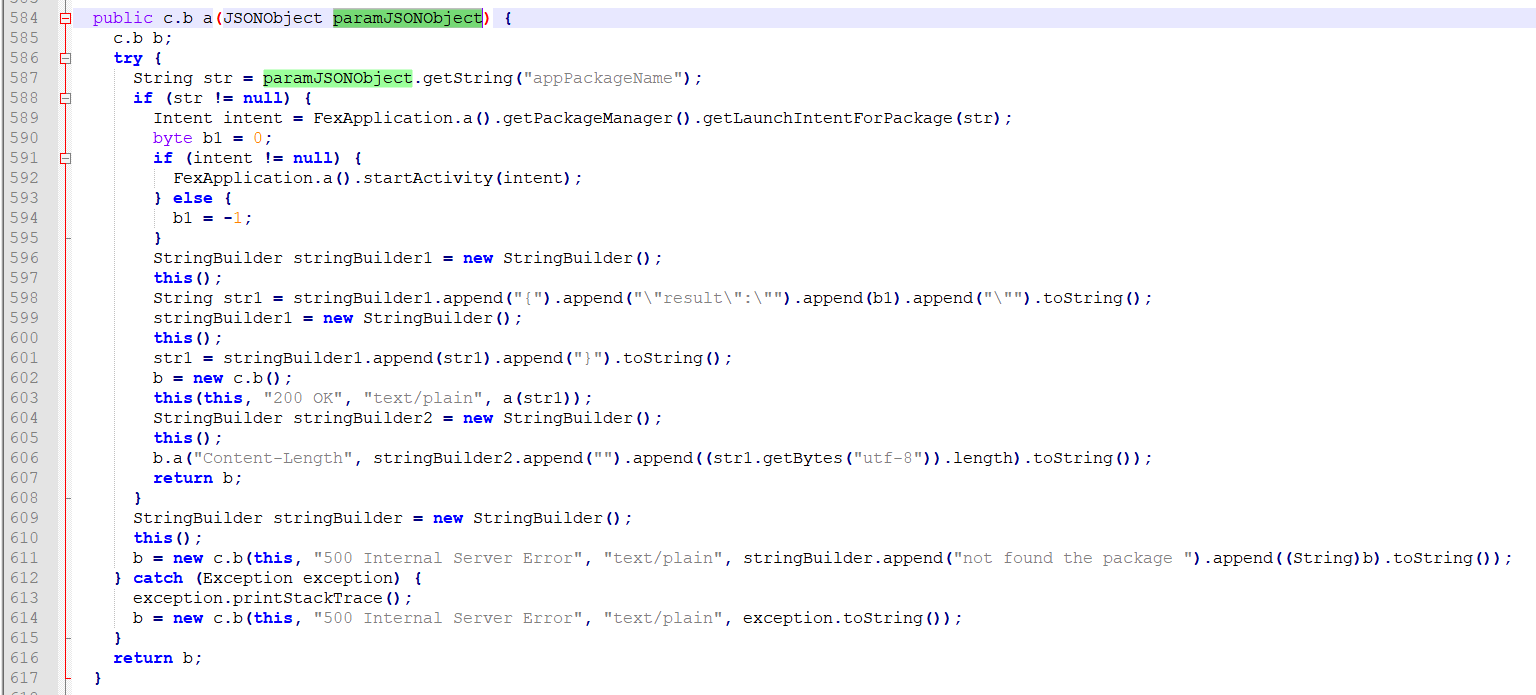 584 public c.b a(JSONObject paramJSONObject) {
585 c.b b;
586 try {
587 String str = paramJSONObject.getString("appPackageName");
588 if (str != null) {
589 Intent intent = FexApplication.a().getPackageManager().getLaunchIntentForPackage(str);
590 byte b1 = 0;
591 if (intent != null) {
592 FexApplication.a().startActivity(intent);
593 } else {
594 b1 = -1;
595 }
596 StringBuilder stringBuilder1 = new StringBuilder();
597 this();
598 String str1 = stringBuilder1.append("{").append("\"result\":\"").append(b1).append("\"").toString();
599 stringBuilder1 = new StringBuilder();
600 this();
601 str1 = stringBuilder1.append(str1).append("}").toString();
602 b = new c.b();
603 this(this, "200 OK", "text/plain", a(str1));
604 StringBuilder stringBuilder2 = new StringBuilder();
605 this();
606 b.a("Content-Length", stringBuilder2.append("").append((str1.getBytes("utf-8")).length).toString());
607 return b;
608 }
609 StringBuilder stringBuilder = new StringBuilder();
610 this();
611 b = new c.b(this, "500 Internal Server Error", "text/plain", stringBuilder.append("not found the package ").append((String)b).toString());
612 } catch (Exception exception) {
613 exception.printStackTrace();
614 b = new c.b(this, "500 Internal Server Error", "text/plain", exception.toString());
615 }
616 return b;
617 }